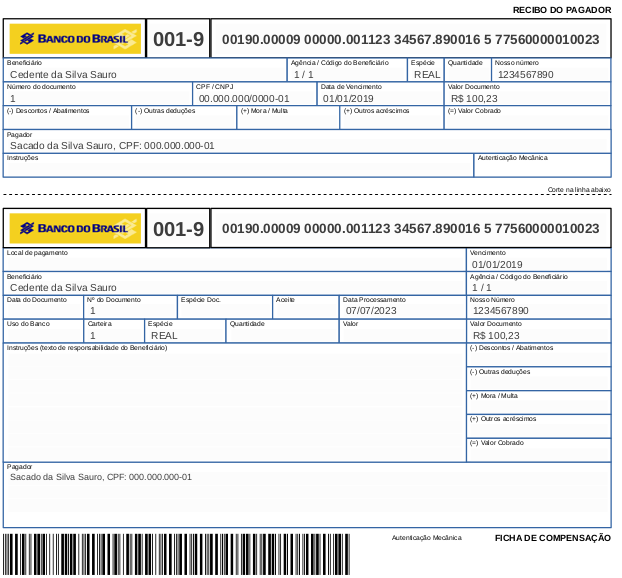 RECIBO DO PAGADOR
BANCO DO BRASIL 001-9 00190.00009 00000.001123 34567.890016 5 77560000010023
Beneficiário Agência / Código do Beneficiário Espécie Quantidade Nosso número
Cedente da Silva Sauro 1 / 1 REAL 1234567890
Número do documento CPF / CNPJ Data de Vencimento Valor Documento
1 00.000.000/0000-01 01/01/2019 R$ 100,23
(-) Descontos / Abatimentos (-) Outras deduções (+) Mora / Multa (+) Outros acréscimos (=) Valor Cobrado
Pagador
Sacado da Silva Sauro, CPF: 000.000.000-01
Instruções Autenticação Mecânica
Corte na linha abaixo
BANCO DO BRASIL 001-9 00190.00009 00000.001123 34567.890016 5 77560000010023
Local de pagamento Vencimento
01/01/2019
Beneficiário Agência / Código do Beneficiário
Cedente da Silva Sauro 1 / 1
Data do Documento Nº do Documento Espécie Doc. Aceite Data Processamento Nosso Número
1 07/07/2023 1234567890
Uso do Banco Carteira Espécie Quantidade Valor Valor Documento
1 REAL R$ 100,23
Instruções (texto de responsabilidade do Beneficiário) (-) Descontos / Abatimentos
(-) Outras deduções
(+) Mora / Multa
(+) Outros acréscimos
(=) Valor Cobrado
Pagador
Sacado da Silva Sauro, CPF: 000.000.000-01
Autenticação Mecânica FICHA DE COMPENSAÇÃO